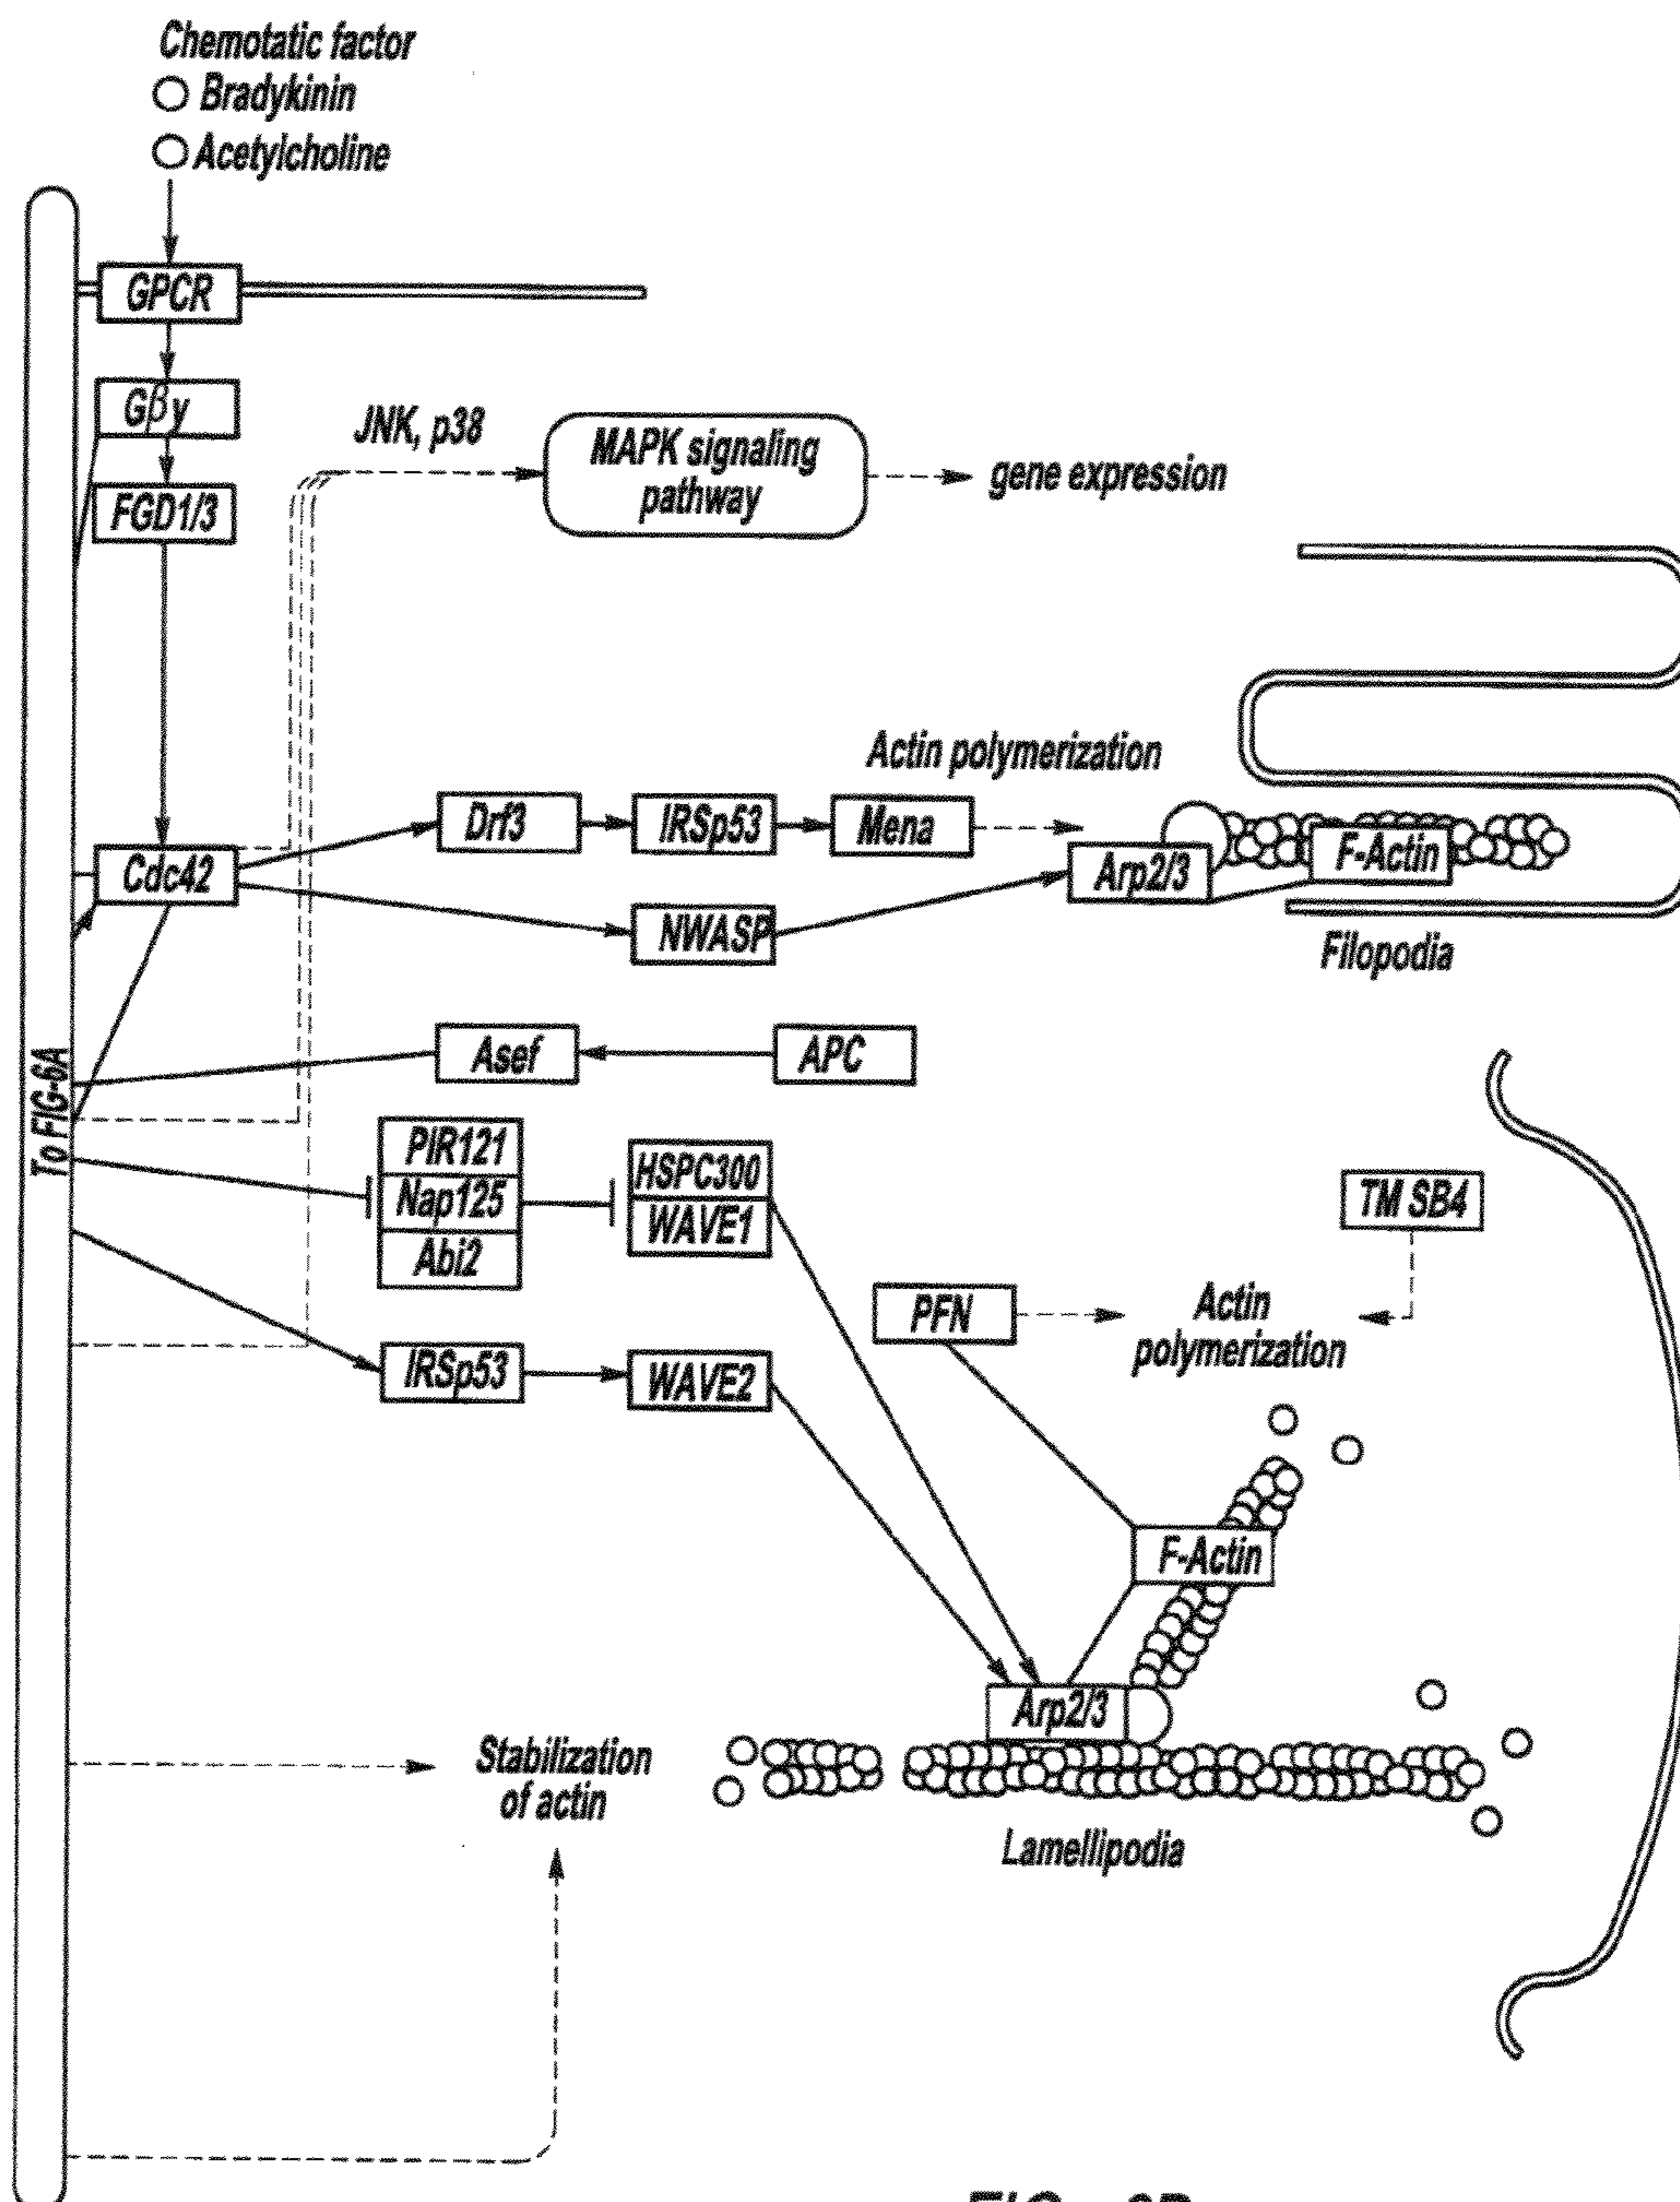 Chemotatic factor
Bradykinin
Acetylcholine
GPCR
Gβγ
FGD1/3
JNK, p38
MAPK signaling
pathway
gene expression
Actin polymerization
Drf3
IRSp53
Mena
Cdc42
Arp2/3
F-Actin
NWASP
Filopodia
To FIG-6A
Asef
APC
PIR121
Nap125
Abi2
HSPC300
WAVE1
TM SB4
PFN
Actin
polymerization
IRSp53
WAVE2
F-Actin
Arp2/3
Stabilization
of actin
Lamellipodia